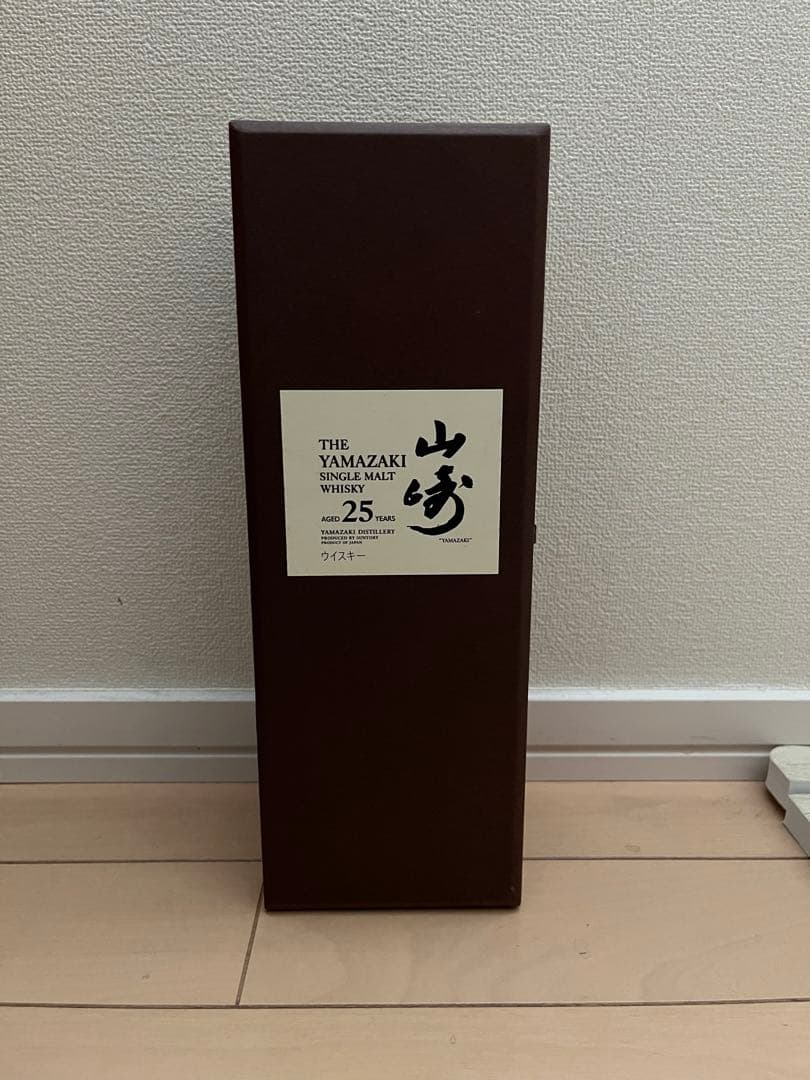 THE
YAMAZAKI
SINGLE MALT
WHISKY
AGED 25 YEARS
YAMAZAKI DISTILLERY
PRODUCED BY SUNTORY
PRODUCT OF JAPAN
ウイスキー
山崎
"YAMAZAKI"